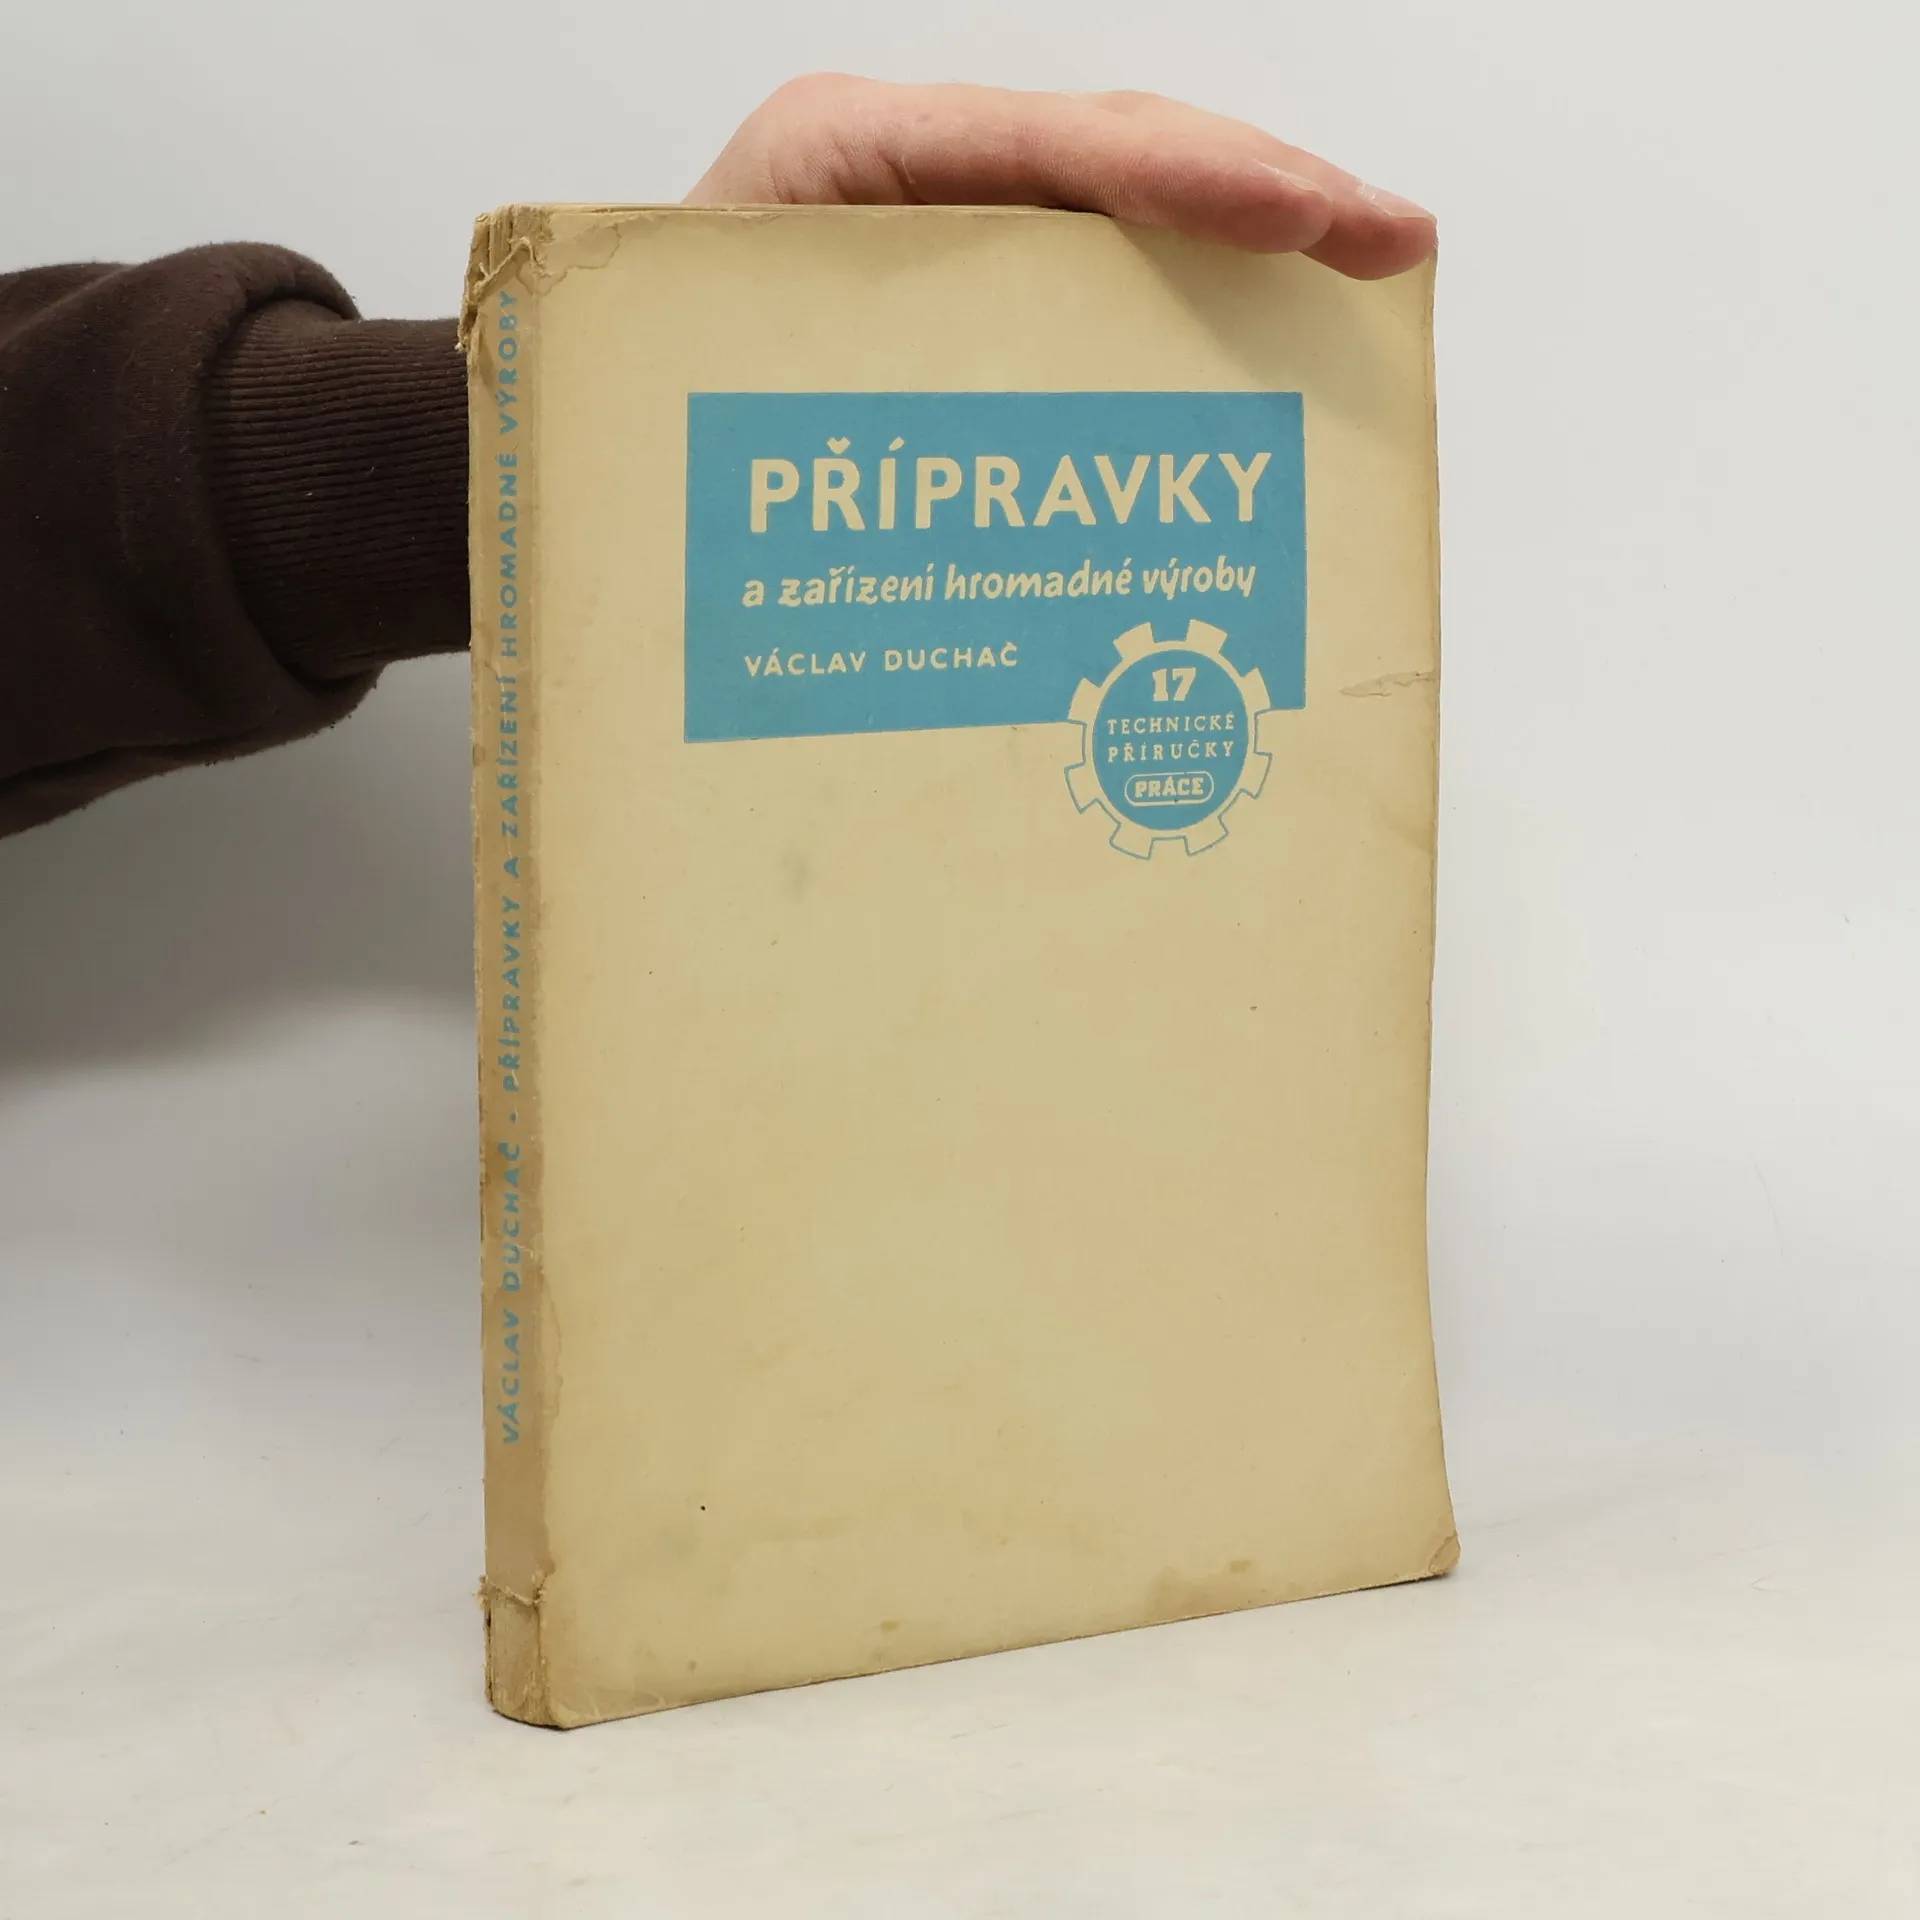 PŘÍPRAVKY
a zařízení hromadné výroby
VÁCLAV DUCHAČ
17
TECHNICKÉ
PŘÍRUČKY
PRÁCE
VÁCLAV DUCHAČ - PŘÍPRAVKY A ZAŘÍZENÍ HROMADNÉ VÝROBY